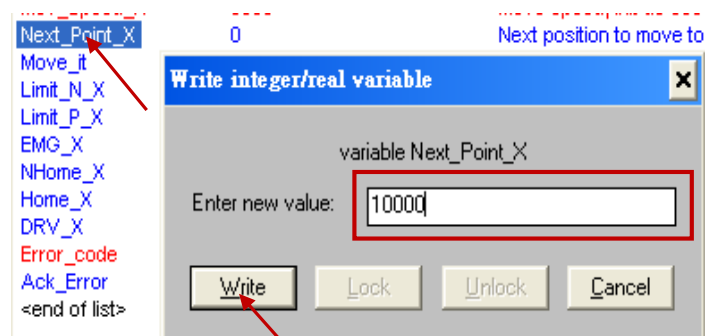 Next_Point_X 0 Next position to move to
Move_it
Limit_N_X
Limit_P_X
EMG_X
NHome_X
Home_X
DRV_X
Error_code
Ack_Error
<end of list>
Write integer/real variable
variable Next_Point_X
Enter new value: 10000
Write Lock Unlock Cancel